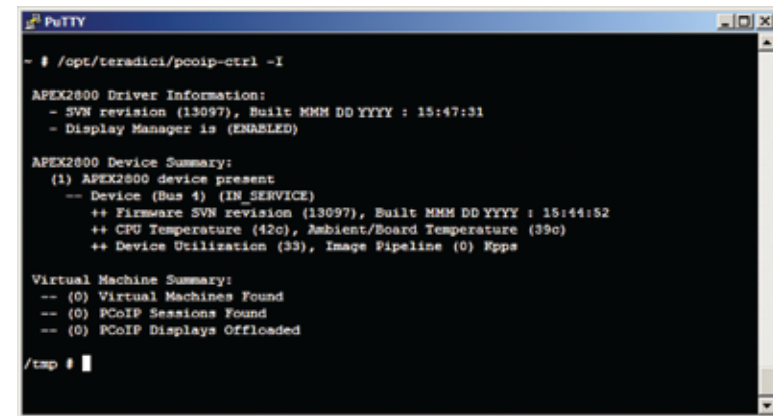 PuTTY
~ # /opt/teradici/pcoip-ctrl -I
APEX2800 Driver Information:
- SVN revision (13097), Built MMM DD YYYY : 15:47:31
- Display Manager is (ENABLED)
APEX2800 Device Summary:
(1) APEX2800 device present
-- Device (Bus 4) (IN_SERVICE)
++ Firmware SVN revision (13097), Built MMM DD YYYY : 15:44:52
++ CPU Temperature (42c), Ambient/Board Temperature (39c)
++ Device Utilization (33), Image Pipeline (0) Kpps
Virtual Machine Summary:
-- (0) Virtual Machines Found
-- (0) PCoIP Sessions Found
-- (0) PCoIP Displays Offloaded
/tmp #